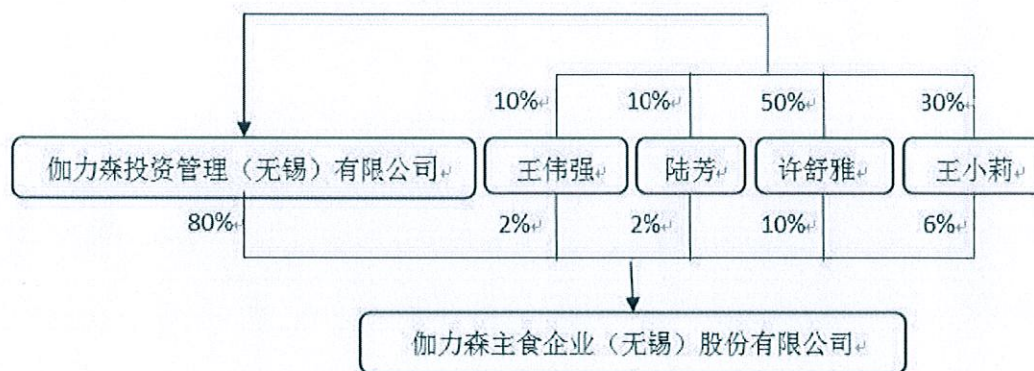 10% 10% 50% 30%
伽力森投资管理（无锡）有限公司 王伟强 陆芳 许舒雅 王小莉
80% 2% 2% 10% 6%
伽力森主食企业（无锡）股份有限公司